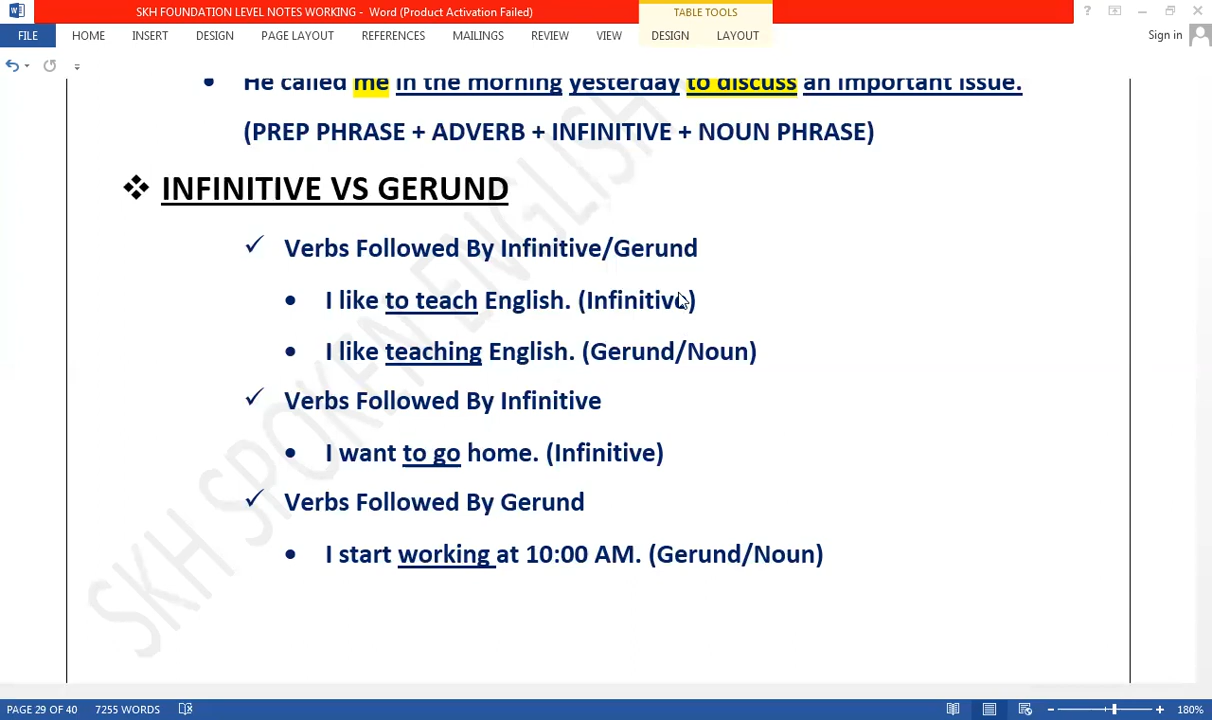 SKH FOUNDATION LEVEL NOTES WORKING - Word (Product Activation Failed)
TABLE TOOLS
?
FILE HOME INSERT DESIGN PAGE LAYOUT REFERENCES MAILINGS REVIEW VIEW DESIGN LAYOUT Sign in
• He called me in the morning yesterday to discuss an important issue.
(PREP PHRASE + ADVERB + INFINITIVE + NOUN PHRASE)
❖ INFINITIVE VS GERUND
✓ Verbs Followed By Infinitive/Gerund
• I like to teach English. (Infinitive)
• I like teaching English. (Gerund/Noun)
✓ Verbs Followed By Infinitive
• I want to go home. (Infinitive)
✓ Verbs Followed By Gerund
• I start working at 10:00 AM. (Gerund/Noun)
SKH SPOKEN ENGLISH
PAGE 29 OF 40 7255 WORDS 180%